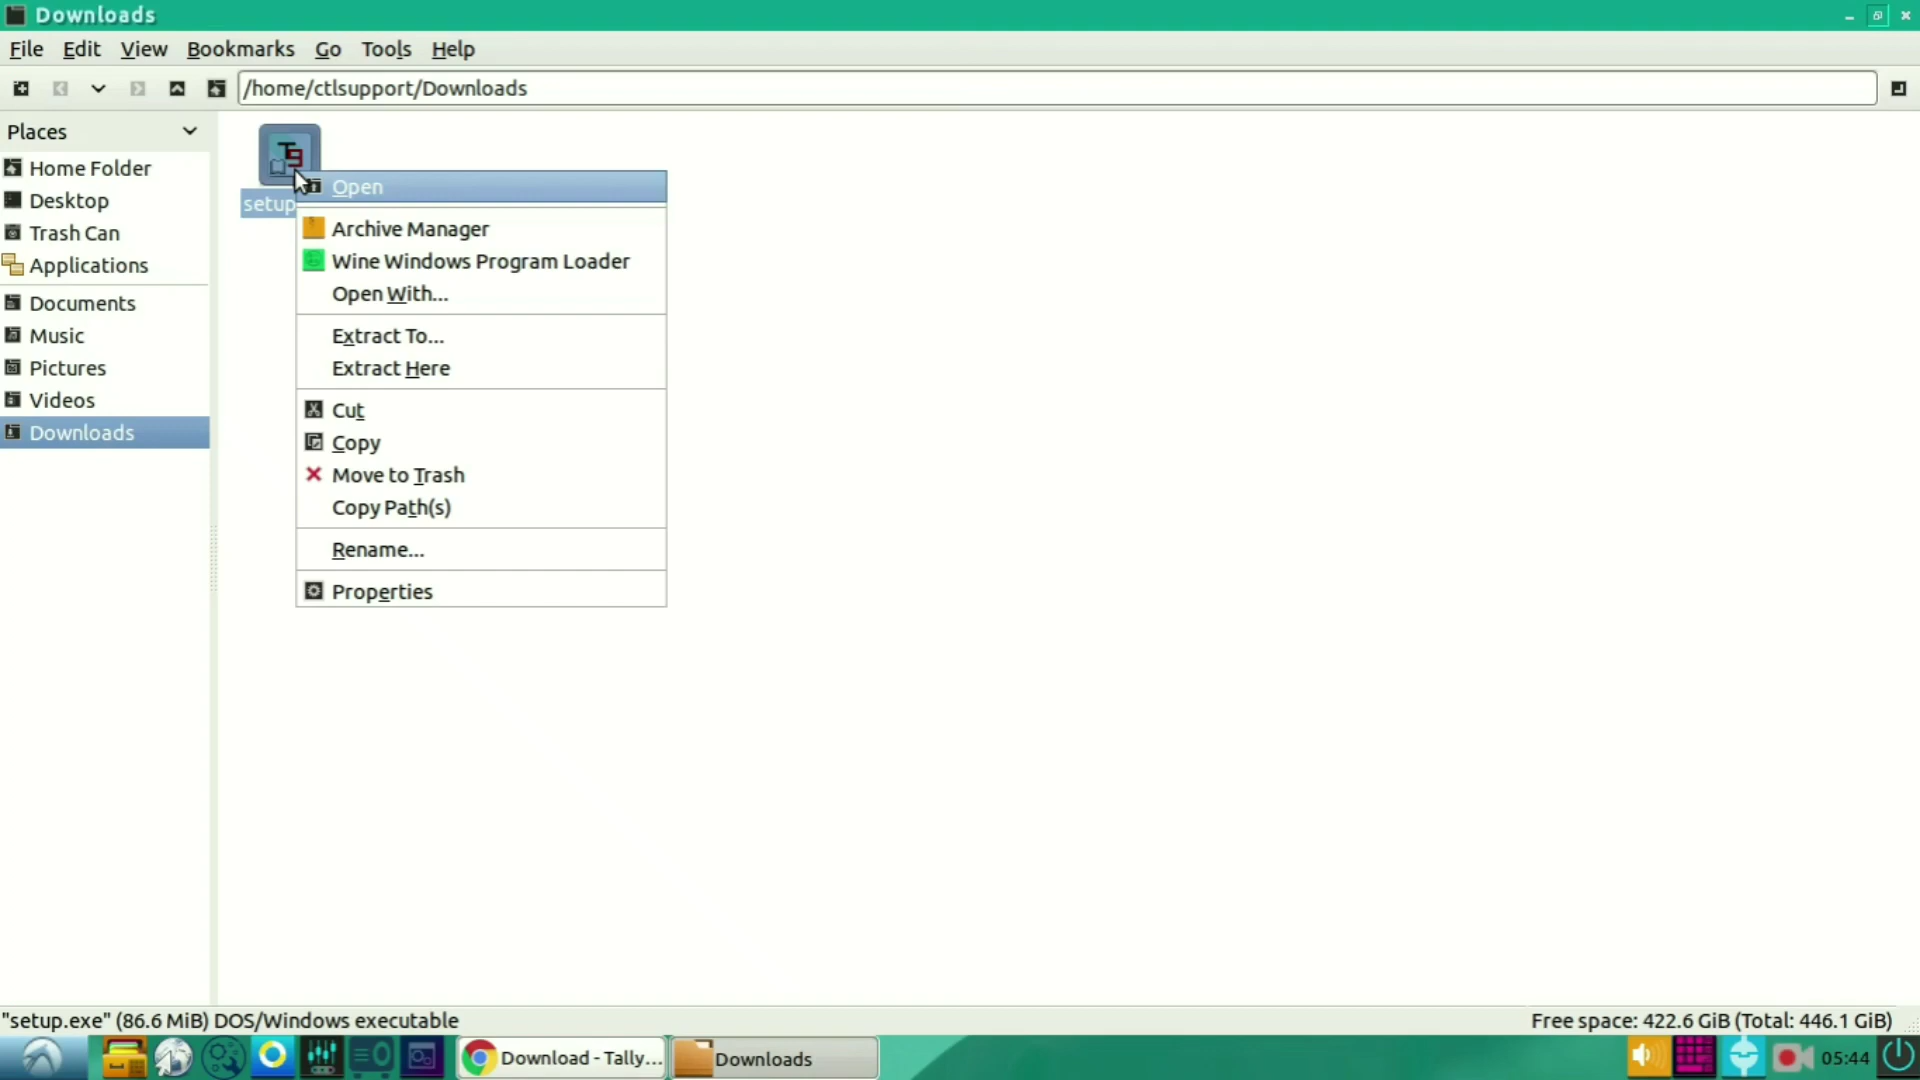 Downloads
File Edit View Bookmarks Go Tools Help
/home/ctlsupport/Downloads
Places
Home Folder
Desktop
Trash Can
Applications
Documents
Music
Pictures
Videos
Downloads
T9
setup
Open
Archive Manager
Wine Windows Program Loader
Open With...
Extract To...
Extract Here
Cut
Copy
Move to Trash
Copy Path(s)
Rename...
Properties
"setup.exe" (86.6 MiB) DOS/Windows executable
Free space: 422.6 GiB (Total: 446.1 GiB)
Download - Tally...
Downloads
05:44